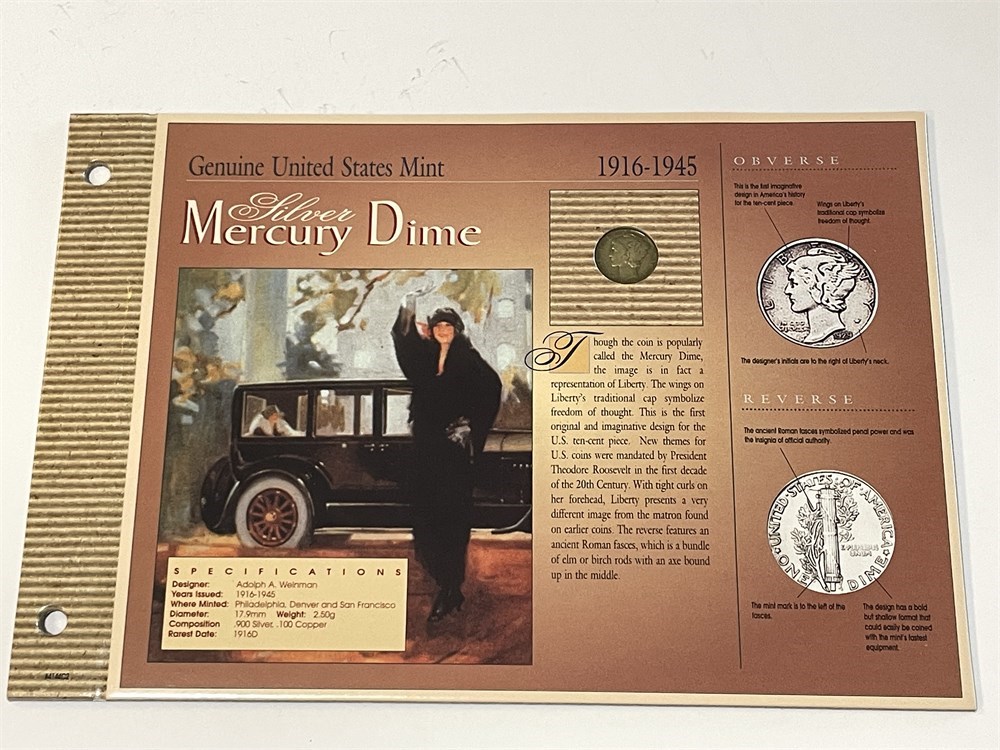 Genuine United States Mint
1916-1945
Silver
Mercury Dime
Though the coin is popularly
called the Mercury Dime,
the image is in fact a
representation of Liberty. The wings on
Liberty's traditional cap symbolize
freedom of thought. This is the first
original and imaginative design for the
U.S. ten-cent piece. New themes for
U.S. coins were mandated by President
Theodore Roosevelt in the first decade
of the 20th Century. With tight curls on
her forehead, Liberty presents a very
different image from the matron found
on earlier coins. The reverse features an
ancient Roman fasces, which is a bundle
of elm or birch rods with an axe bound
up in the middle.
SPECIFICATIONS
Designer: Adolph A. Weinman
Years Issued: 1916-1945
Where Minted: Philadelphia, Denver and San Francisco
Diameter: 17.9mm Weight: 2.50g
Composition .900 Silver, .100 Copper
Rarest Date: 1916D
OBVERSE
This is the first imaginative
design in America's history
for the ten-cent piece.
Wings on Liberty's
traditional cap symbolize
freedom of thought.
The designer's initials are to the right of Liberty's neck.
REVERSE
The ancient Roman fasces symbolized penal power and was
the insignia of official authority.
UNITED·STATES·OF·AMERICA
E·PLURIBUS
UNUM
ONE DIME
The mint mark is to the left of the
fasces.
The design has a bold
but shallow format that
could easily be coined
with the mint's fastest
equipment.